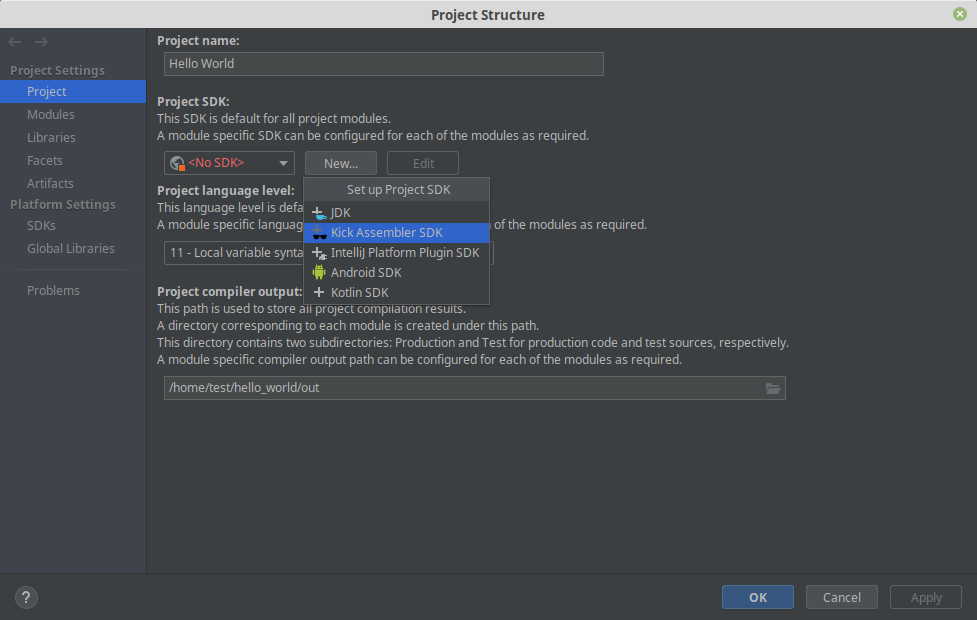 Project Structure
Project Settings
Project
Modules
Libraries
Facets
Artifacts
Platform Settings
SDKs
Global Libraries
Problems
Project name:
Hello World
Project SDK:
This SDK is default for all project modules.
A module specific SDK can be configured for each of the modules as required.
<No SDK>
New...
Edit
Set up Project SDK
JDK
Kick Assembler SDK
IntelliJ Platform Plugin SDK
Android SDK
Kotlin SDK
Project language level:
This language level is defa
A module specific languag of the modules as required.
11 - Local variable synta
Project compiler output:
This path is used to store all project compilation results.
A directory corresponding to each module is created under this path.
This directory contains two subdirectories: Production and Test for production code and test sources, respectively.
A module specific compiler output path can be configured for each of the modules as required.
/home/test/hello_world/out
?
OK
Cancel
Apply